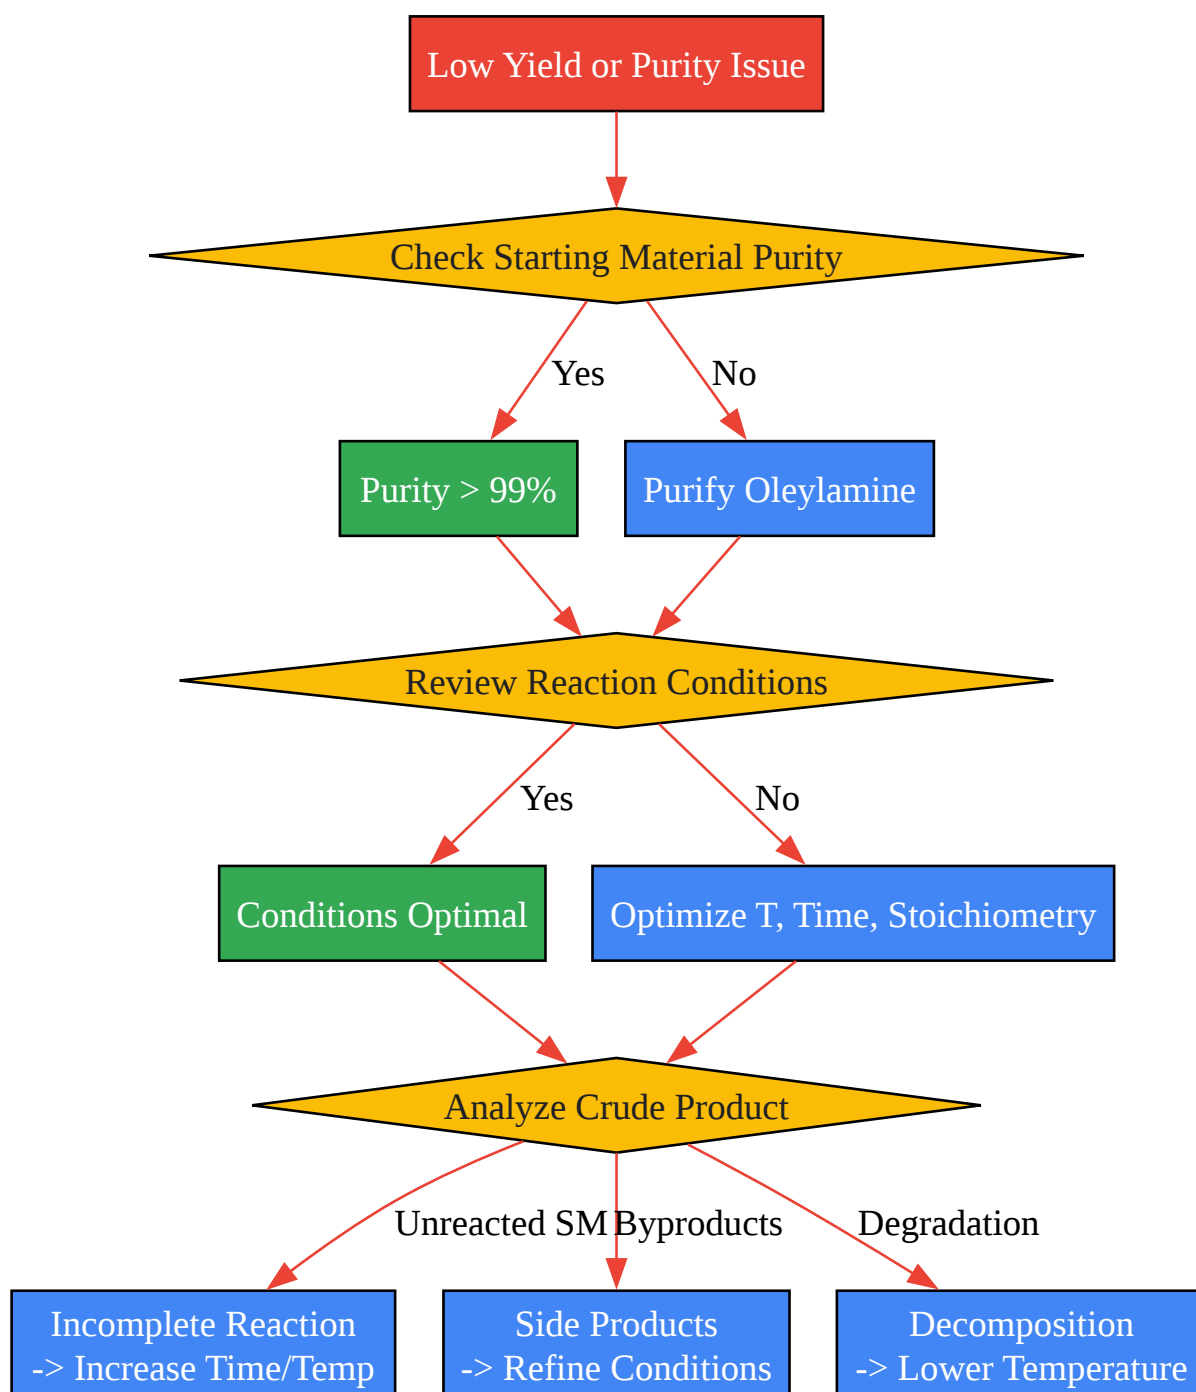 Low Yield or Purity Issue
Check Starting Material Purity
Yes
No
Purity > 99%
Purify Oleylamine
Review Reaction Conditions
Yes
No
Conditions Optimal
Optimize T, Time, Stoichiometry
Analyze Crude Product
Unreacted SM
Byproducts
Degradation
Incomplete Reaction
-> Increase Time/Temp
Side Products
-> Refine Conditions
Decomposition
-> Lower Temperature